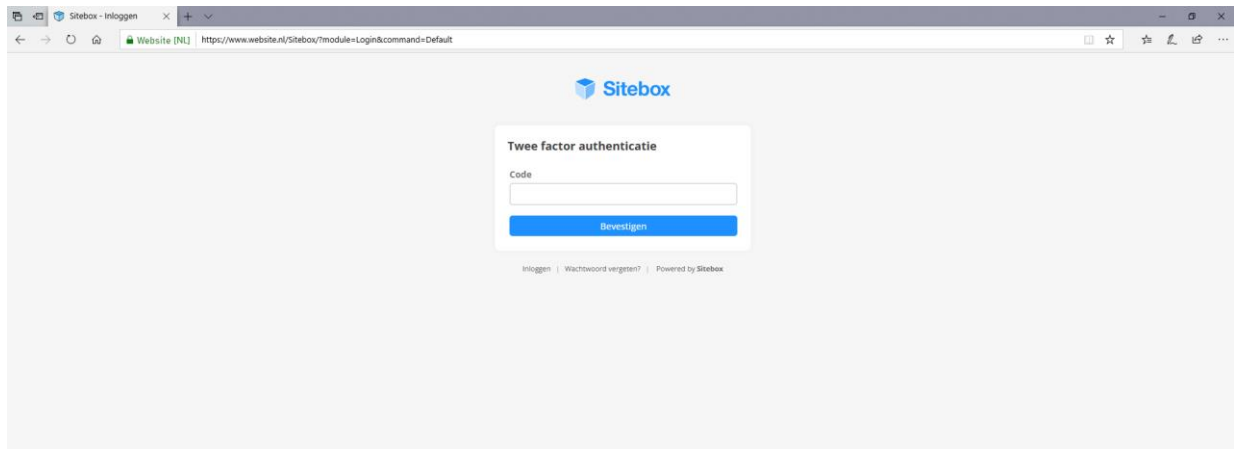 Sitebox - Inloggen
Website [NL] https://www.website.nl/Sitebox/?module=Login&command=Default
Sitebox
Twee factor authenticatie
Code
Bevestigen
Inloggen | Wachtwoord vergeten? | Powered by Sitebox